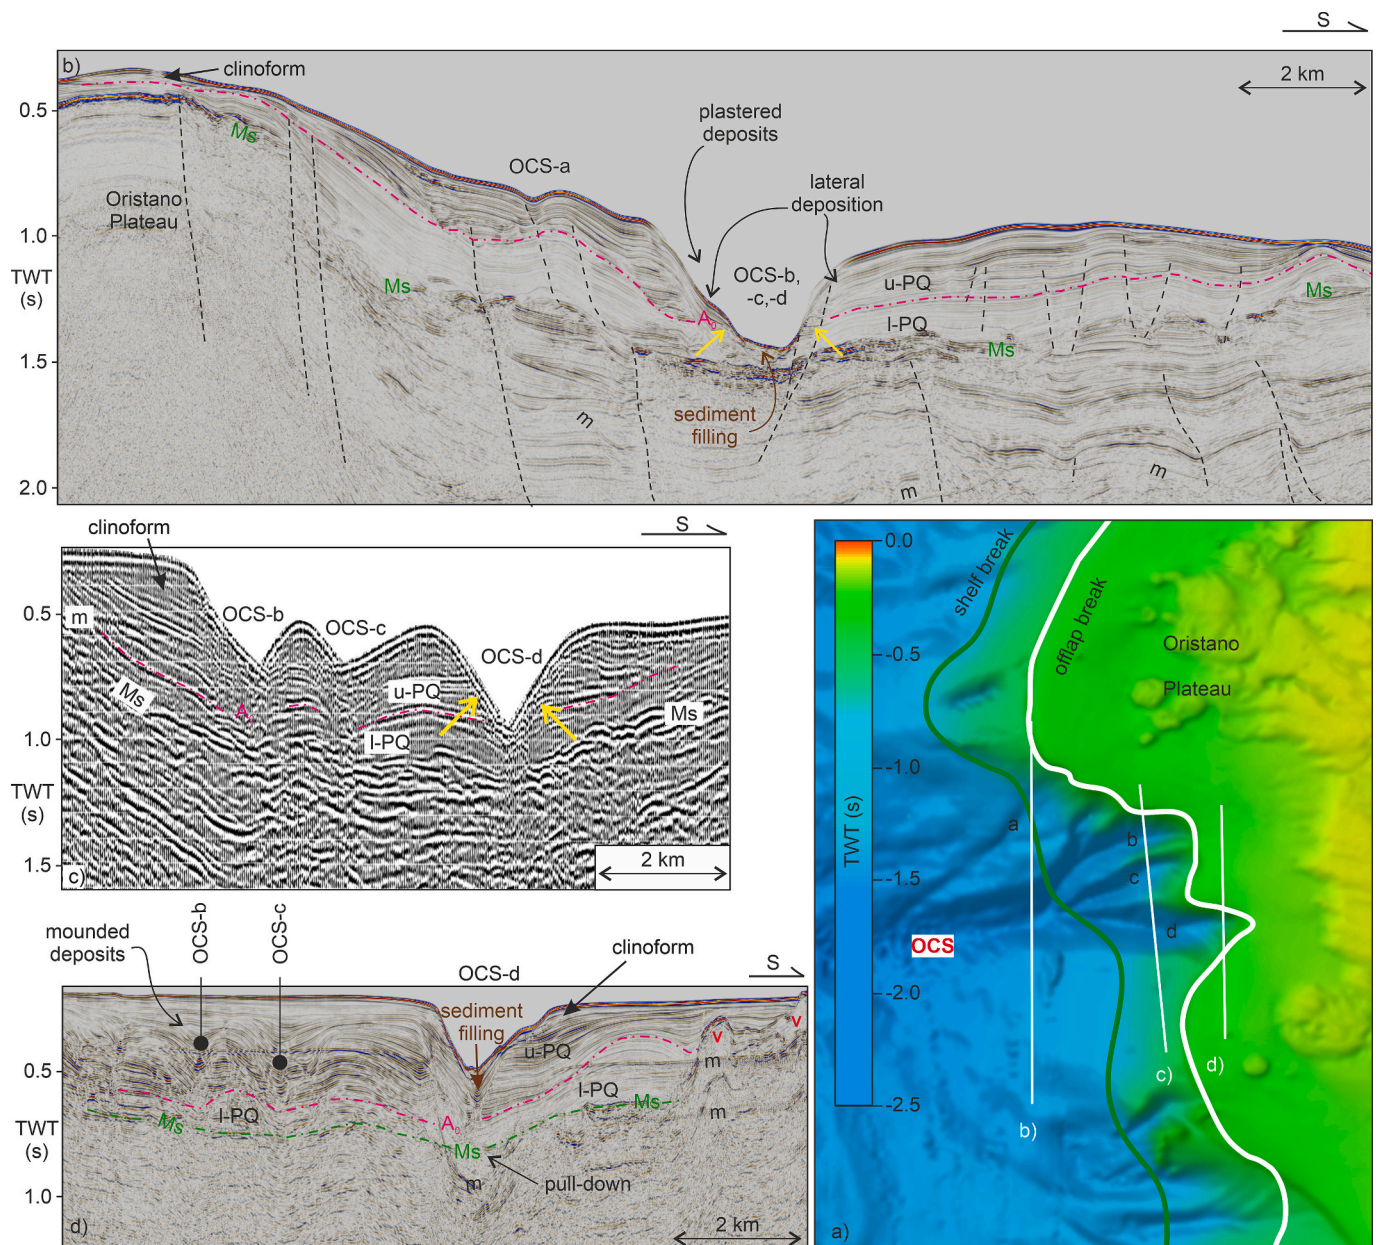 S
b)
clinoform
2 km
0.5
plastered
deposits
Ms
OCS-a
lateral
deposition
Oristano
Plateau
1.0
TWT
(s)
OCS-b,
-c,-d
u-PQ
Ms
Ms
A₀
l-PQ
Ms
1.5
sediment
filling
m
m
m
2.0
clinoform
S
0.5
m
OCS-b
OCS-c
OCS-d
u-PQ
Ms
A
Ms
l-PQ
1.0
TWT
(s)
1.5
2 km
c)
mounded
deposits
OCS-b
OCS-c
OCS-d
clinoform
S
sediment
filling
u-PQ
v
v
m
0.5
l-PQ
l-PQ
Ms
Ms
A₀
m
TWT
(s)
Ms
m
pull-down
1.0
2 km
d)
0.0
shelf break
offlap break
Oristano
Plateau
-0.5
-1.0
TWT (s)
a
b
c
-1.5
d
OCS
-2.0
-2.5
c)
d)
b)
a)